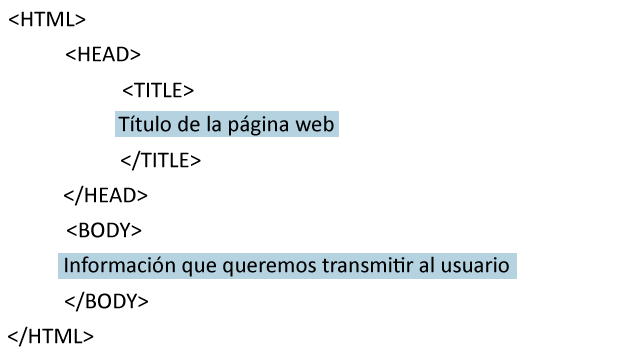 <HTML>
<HEAD>
<TITLE>
Título de la página web
</TITLE>
</HEAD>
<BODY>
Información que queremos transmitir al usuario
</BODY>
</HTML>